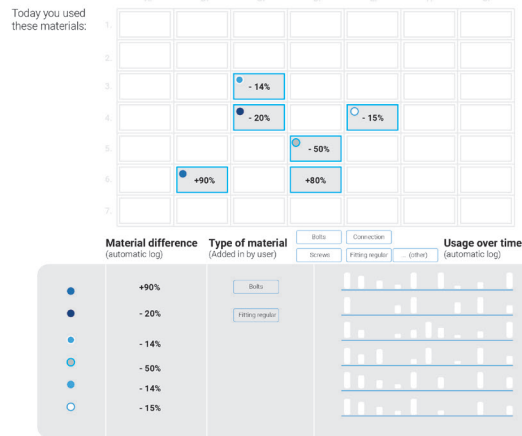 Today you used
these materials:
1.
2.
3.
- 14%
4.
- 20%
- 15%
5.
- 50%
6.
+90%
+80%
7.
Material difference
(automatic log)
Type of material
(Added in by user)
Bolts
Connection
Screws
Fitting regular
... (other)
Usage over time
(automatic log)
+90%
Bolts
- 20%
Fitting regular
- 14%
- 50%
- 14%
- 15%